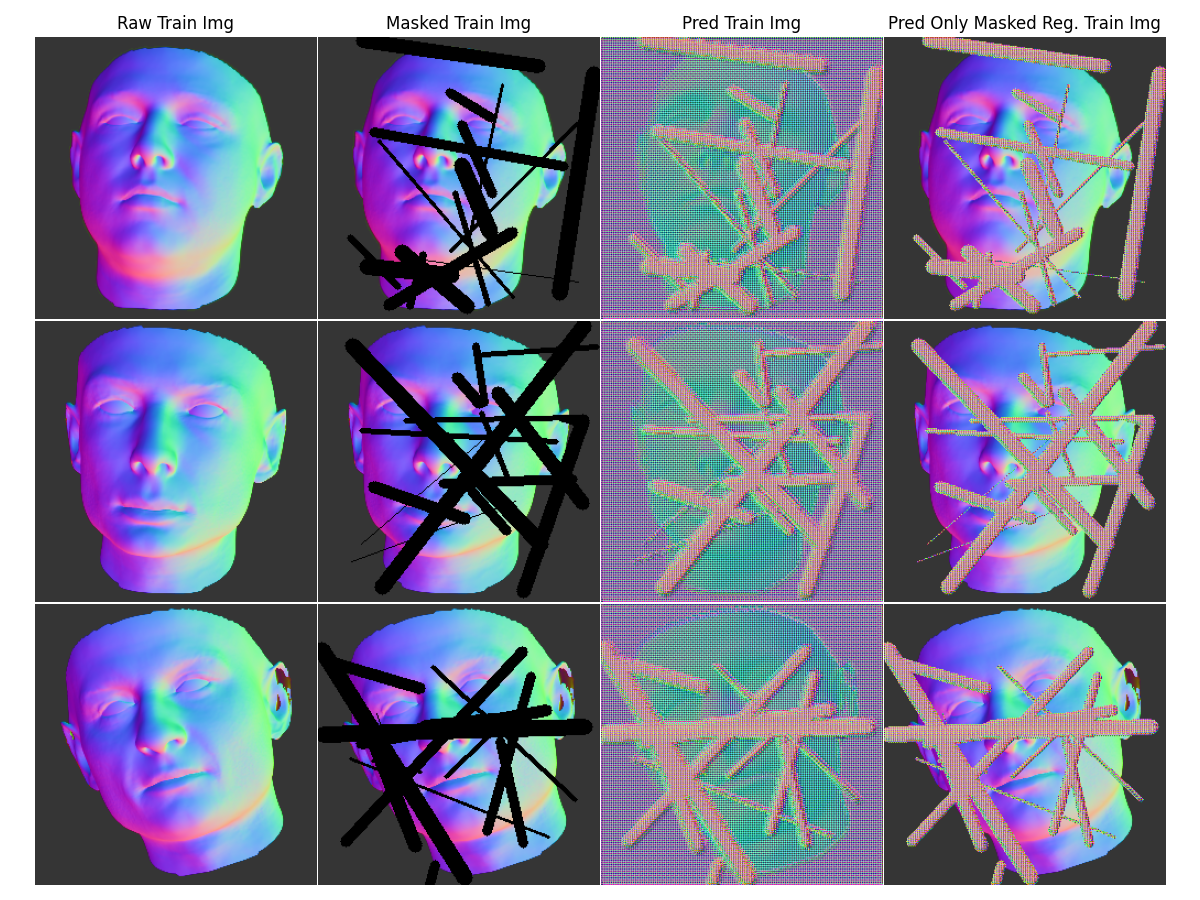 Raw Train Img
Masked Train Img
Pred Train Img
Pred Only Masked Reg. Train Img